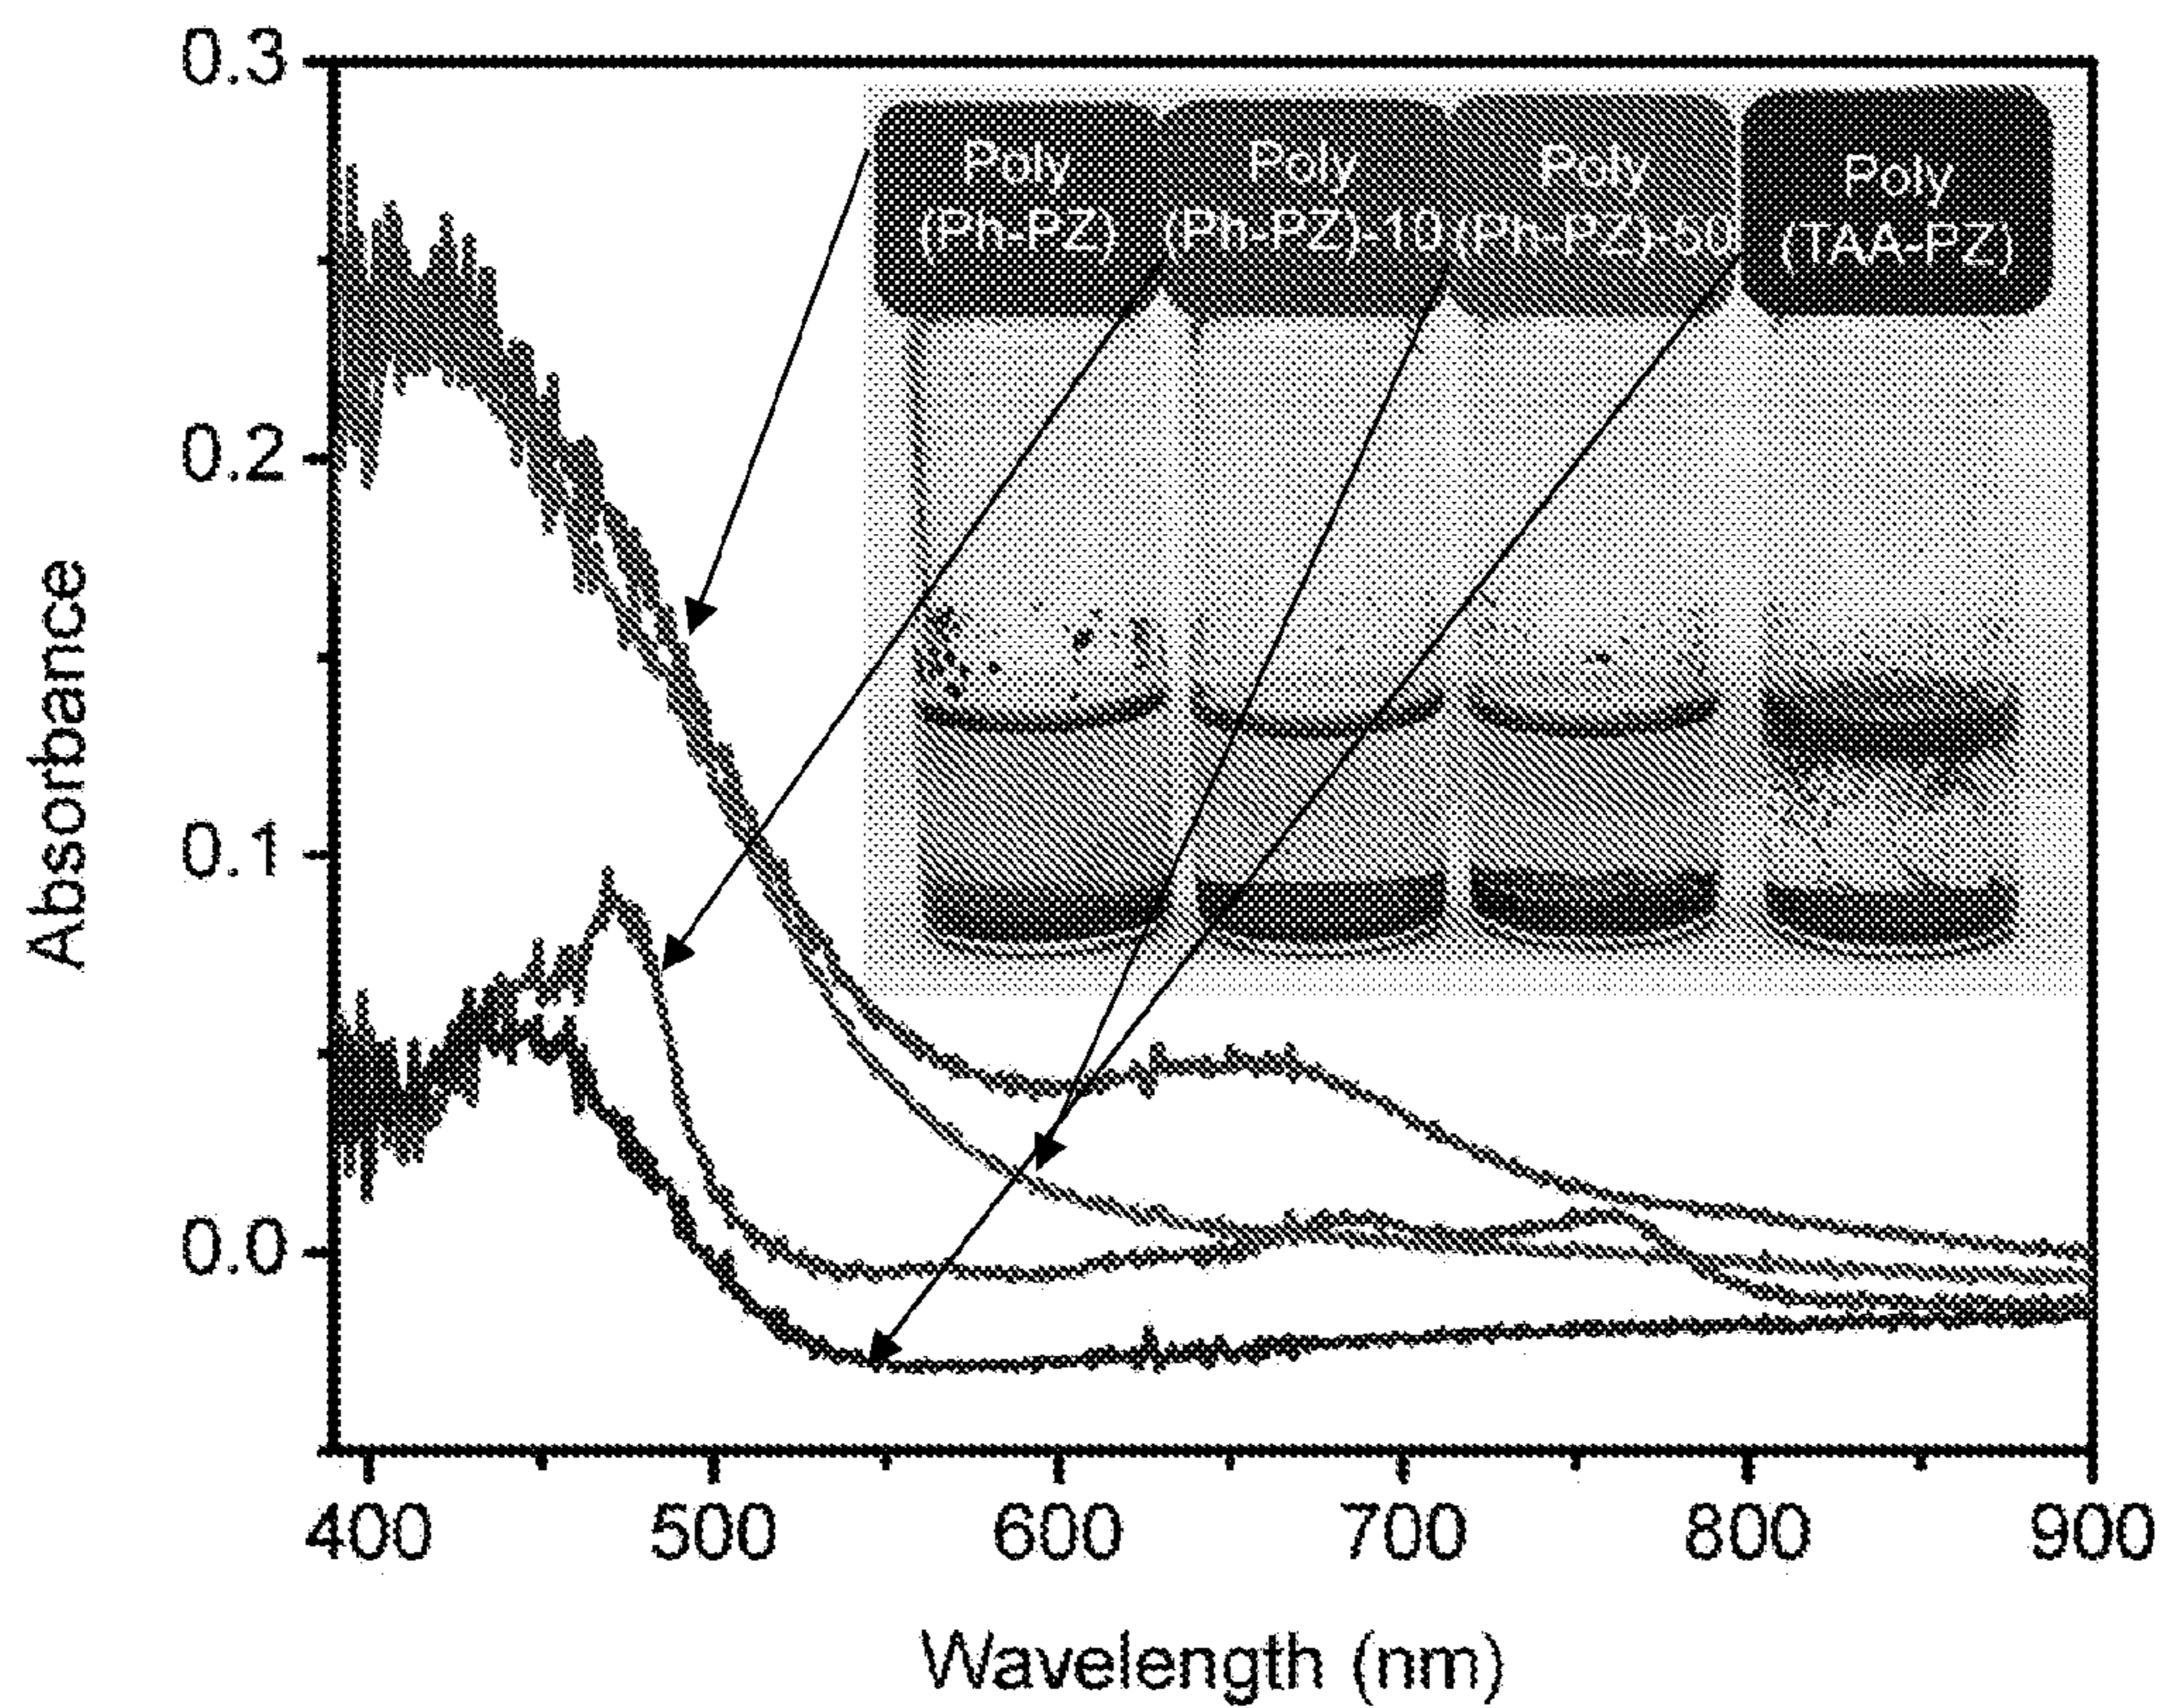 0.3
0.2
0.1
0.0
Absorbance
Poly
(Ph-PZ)
Poly
(Ph-PZ)-10
Poly
(Ph-PZ)-50
Poly
(TAA-PZ)
400 500 600 700 800 900
Wavelength (nm)